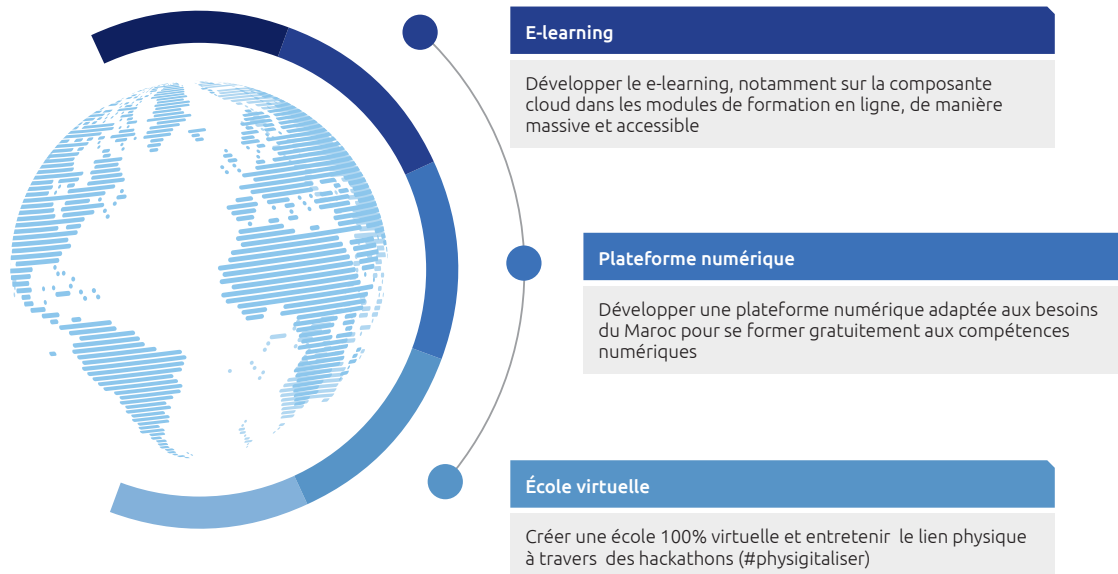 E-learning
Développer le e-learning, notamment sur la composante
cloud dans les modules de formation en ligne, de manière
massive et accessible
Plateforme numérique
Développer une plateforme numérique adaptée aux besoins
du Maroc pour se former gratuitement aux compétences
numériques
École virtuelle
Créer une école 100% virtuelle et entretenir  le lien physique
à travers  des hackathons (#physigitaliser)